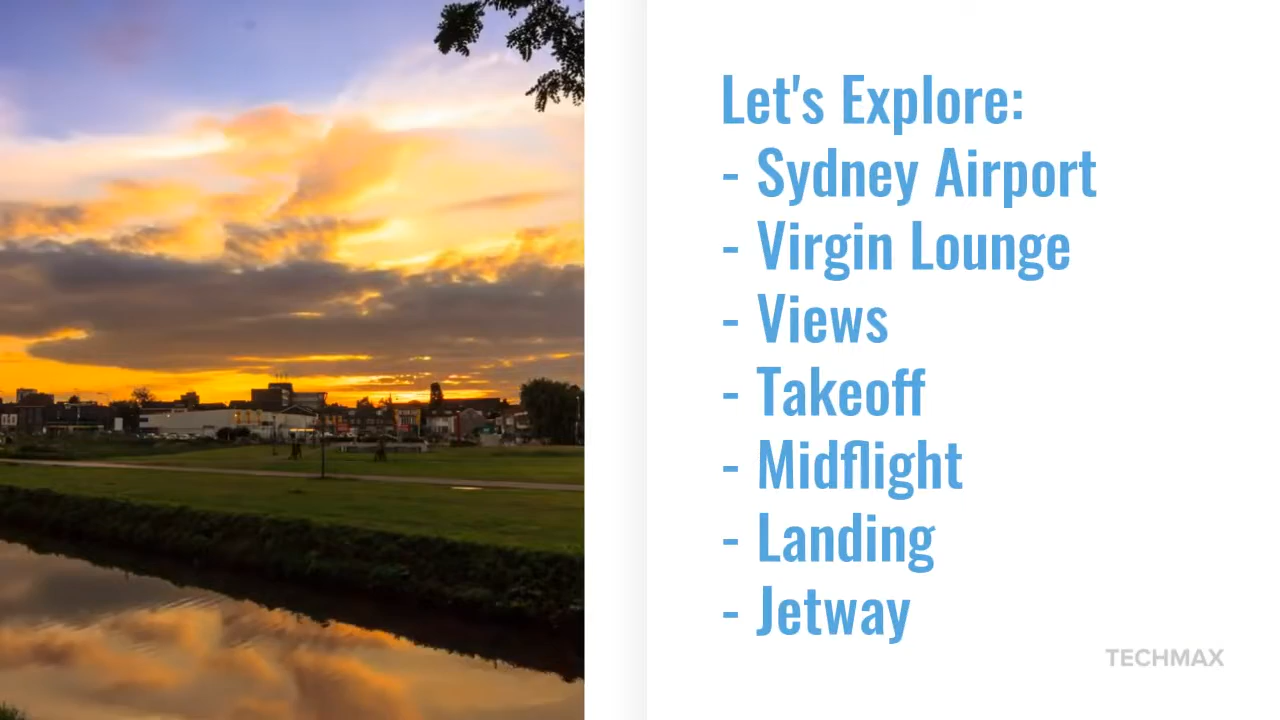 Let's Explore:
- Sydney Airport
- Virgin Lounge
- Views
- Takeoff
- Midflight
- Landing
- Jetway
TECHMAX